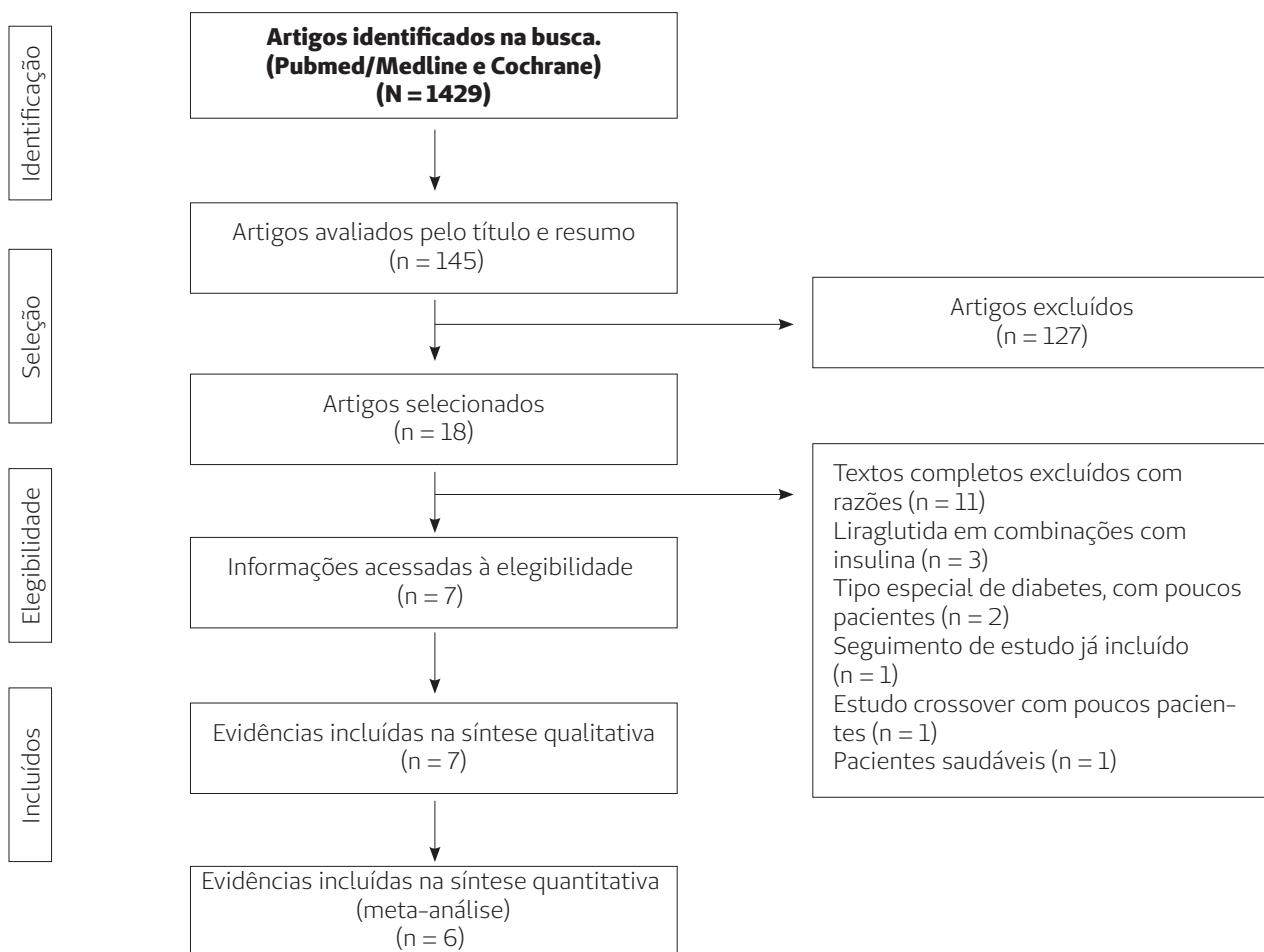 Identificação
Artigos identificados na busca.
(Pubmed/Medline e Cochrane)
(N = 1429)
Artigos avaliados pelo título e resumo
(n = 145)
Seleção
Artigos excluídos
(n = 127)
Artigos selecionados
(n = 18)
Elegibilidade
Textos completos excluídos com
razões (n = 11)
Liraglutida em combinações com
insulina (n = 3)
Tipo especial de diabetes, com poucos
pacientes (n = 2)
Seguimento de estudo já incluído
(n = 1)
Estudo crossover com poucos pacien-
tes (n = 1)
Pacientes saudáveis (n = 1)
Informações acessadas à elegibilidade
(n = 7)
Incluídos
Evidências incluídas na síntese qualitativa
(n = 7)
Evidências incluídas na síntese quantitativa
(meta-análise)
(n = 6)